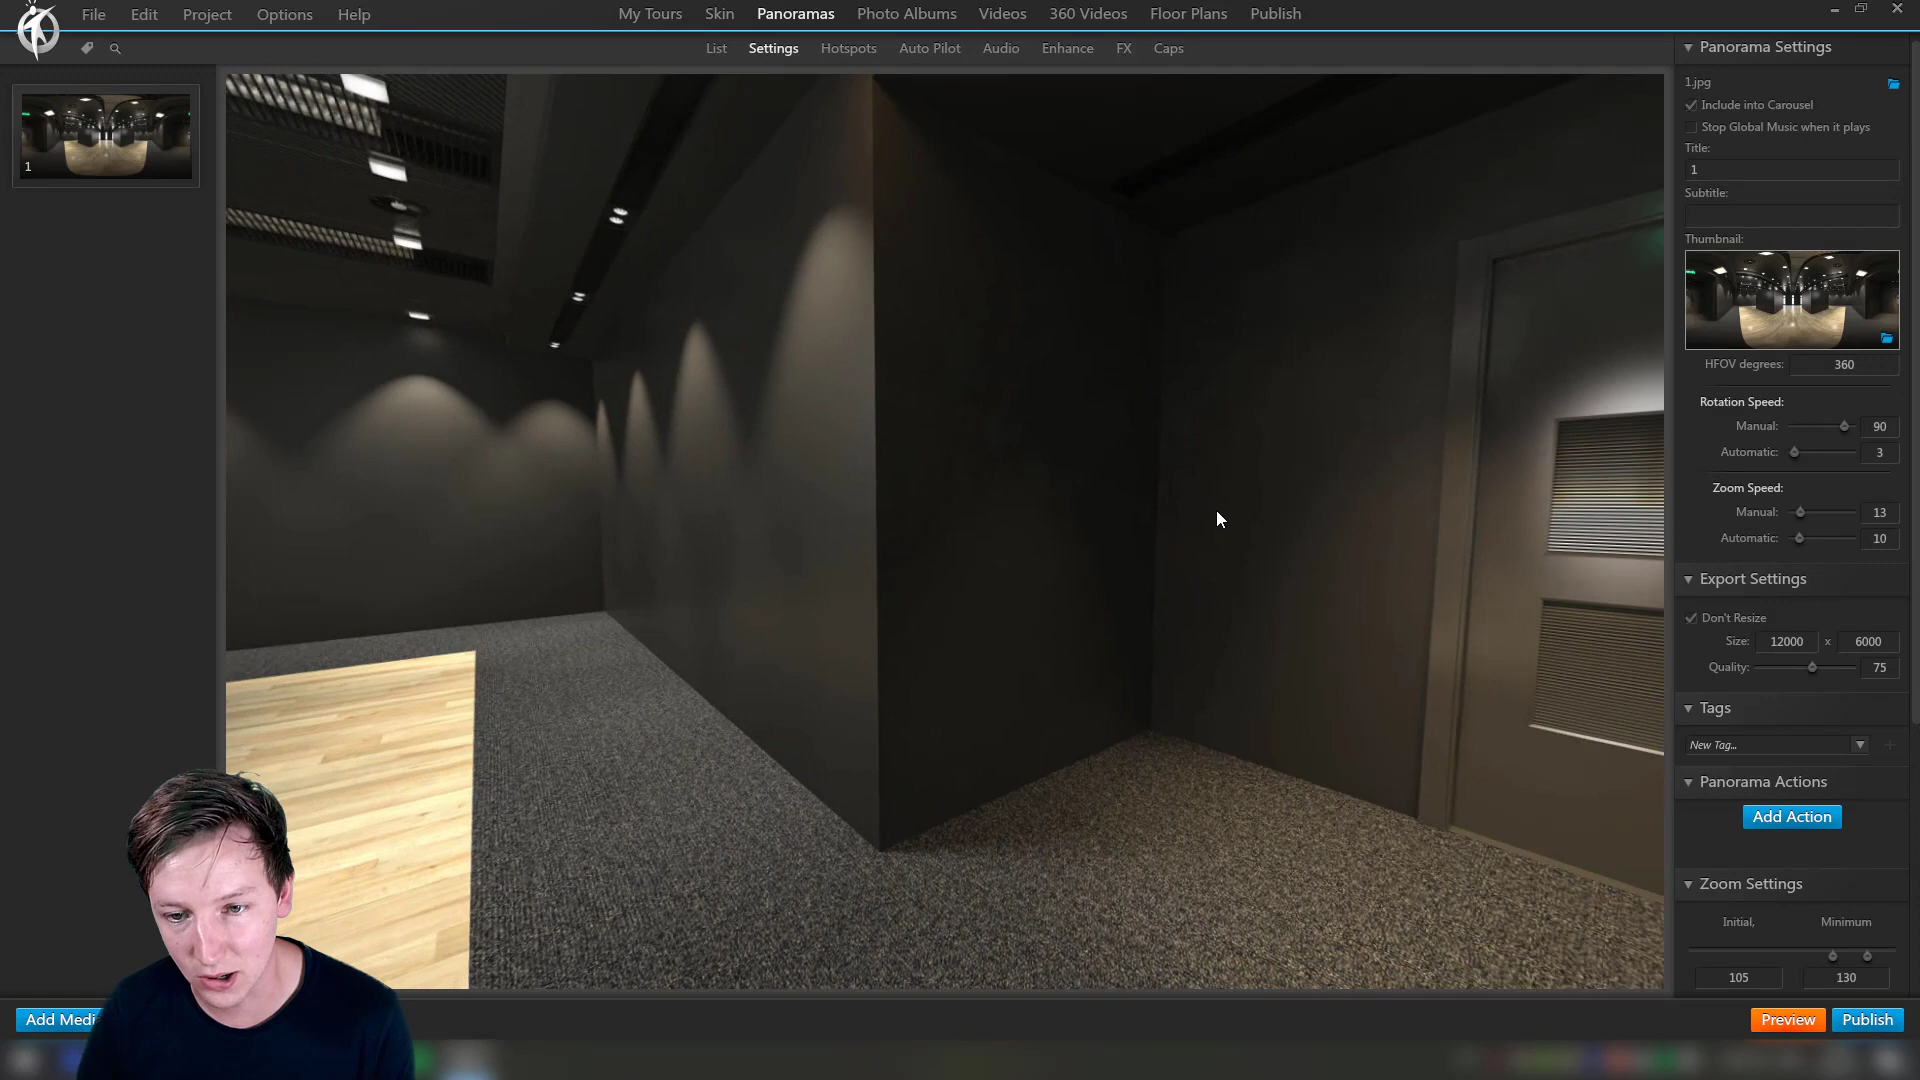 File Edit Project Options Help
My Tours Skin Panoramas Photo Albums Videos 360 Videos Floor Plans Publish
List Settings Hotspots Auto Pilot Audio Enhance FX Caps
1
Panorama Settings
1.jpg
Include into Carousel
Stop Global Music when it plays
Title:
1
Subtitle:
Thumbnail:
HFOV degrees: 360
Rotation Speed:
Manual: 90
Automatic: 3
Zoom Speed:
Manual: 13
Automatic: 10
Export Settings
Don't Resize
Size: 12000 x 6000
Quality: 75
Tags
New Tag...
Panorama Actions
Add Action
Zoom Settings
Initial, Minimum
105 130
Add Medi
Preview Publish